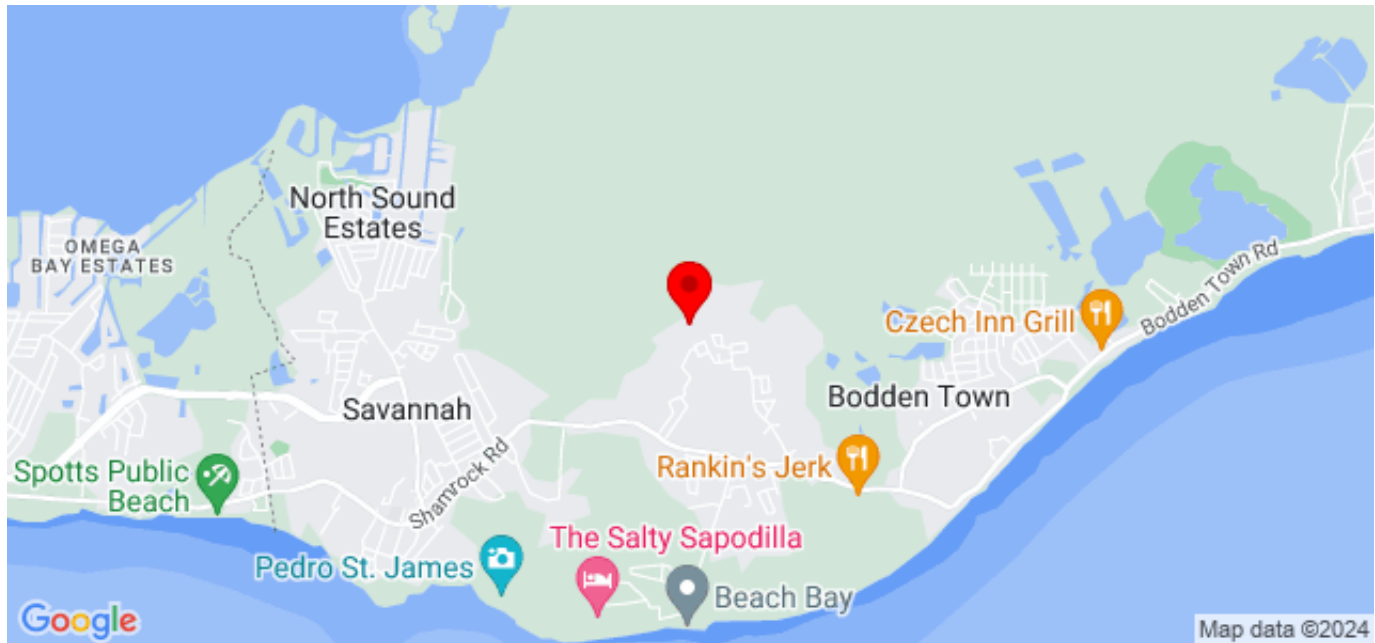 North Sound
Estates
OMEGA
BAY ESTATES
Bodden Town Rd
Czech Inn Grill
Bodden Town
Savannah
Shamrock Rd
Rankin's Jerk
Spotts Public
Beach
The Salty Sapodilla
Pedro St. James
Beach Bay
Google
Map data ©2024